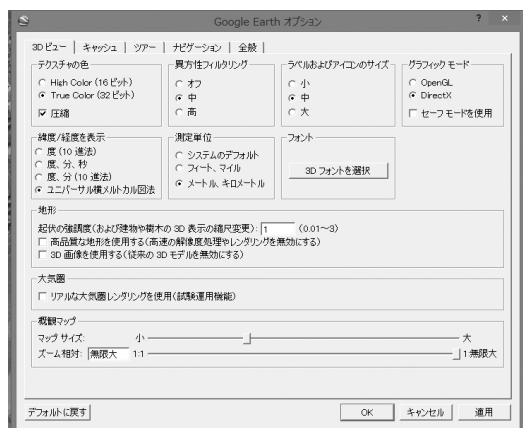 Google Earth オプション
? ×
3D ビュー | キャッシュ | ツアー | ナビゲーション | 全般
テクスチャの色
High Color (16 ビット)
True Color (32 ビット)
圧縮
異方性フィルタリング
オフ
中
高
ラベルおよびアイコンのサイズ
小
中
大
グラフィック モード
OpenGL
DirectX
セーフ モードを使用
緯度/経度を表示
度 (10 進法)
度、分、秒
度、分 (10 進法)
ユニバーサル横メルトカル図法
測定単位
システムのデフォルト
フィート、マイル
メートル、キロメートル
フォント
3D フォントを選択
地形
起伏の強調度(および建物や樹木の 3D 表示の縮尺変更): 1 (0.01~3)
高品質な地形を使用する(高速の解像度処理やレンダリングを無効にする)
3D 画像を使用する(従来の 3D モデルを無効にする)
大気圏
リアルな大気圏レンダリングを使用(試験運用機能)
概観マップ
マップ サイズ: 小 大
ズーム相対: 無限大 1:1 1:無限大
デフォルトに戻す OK キャンセル 適用